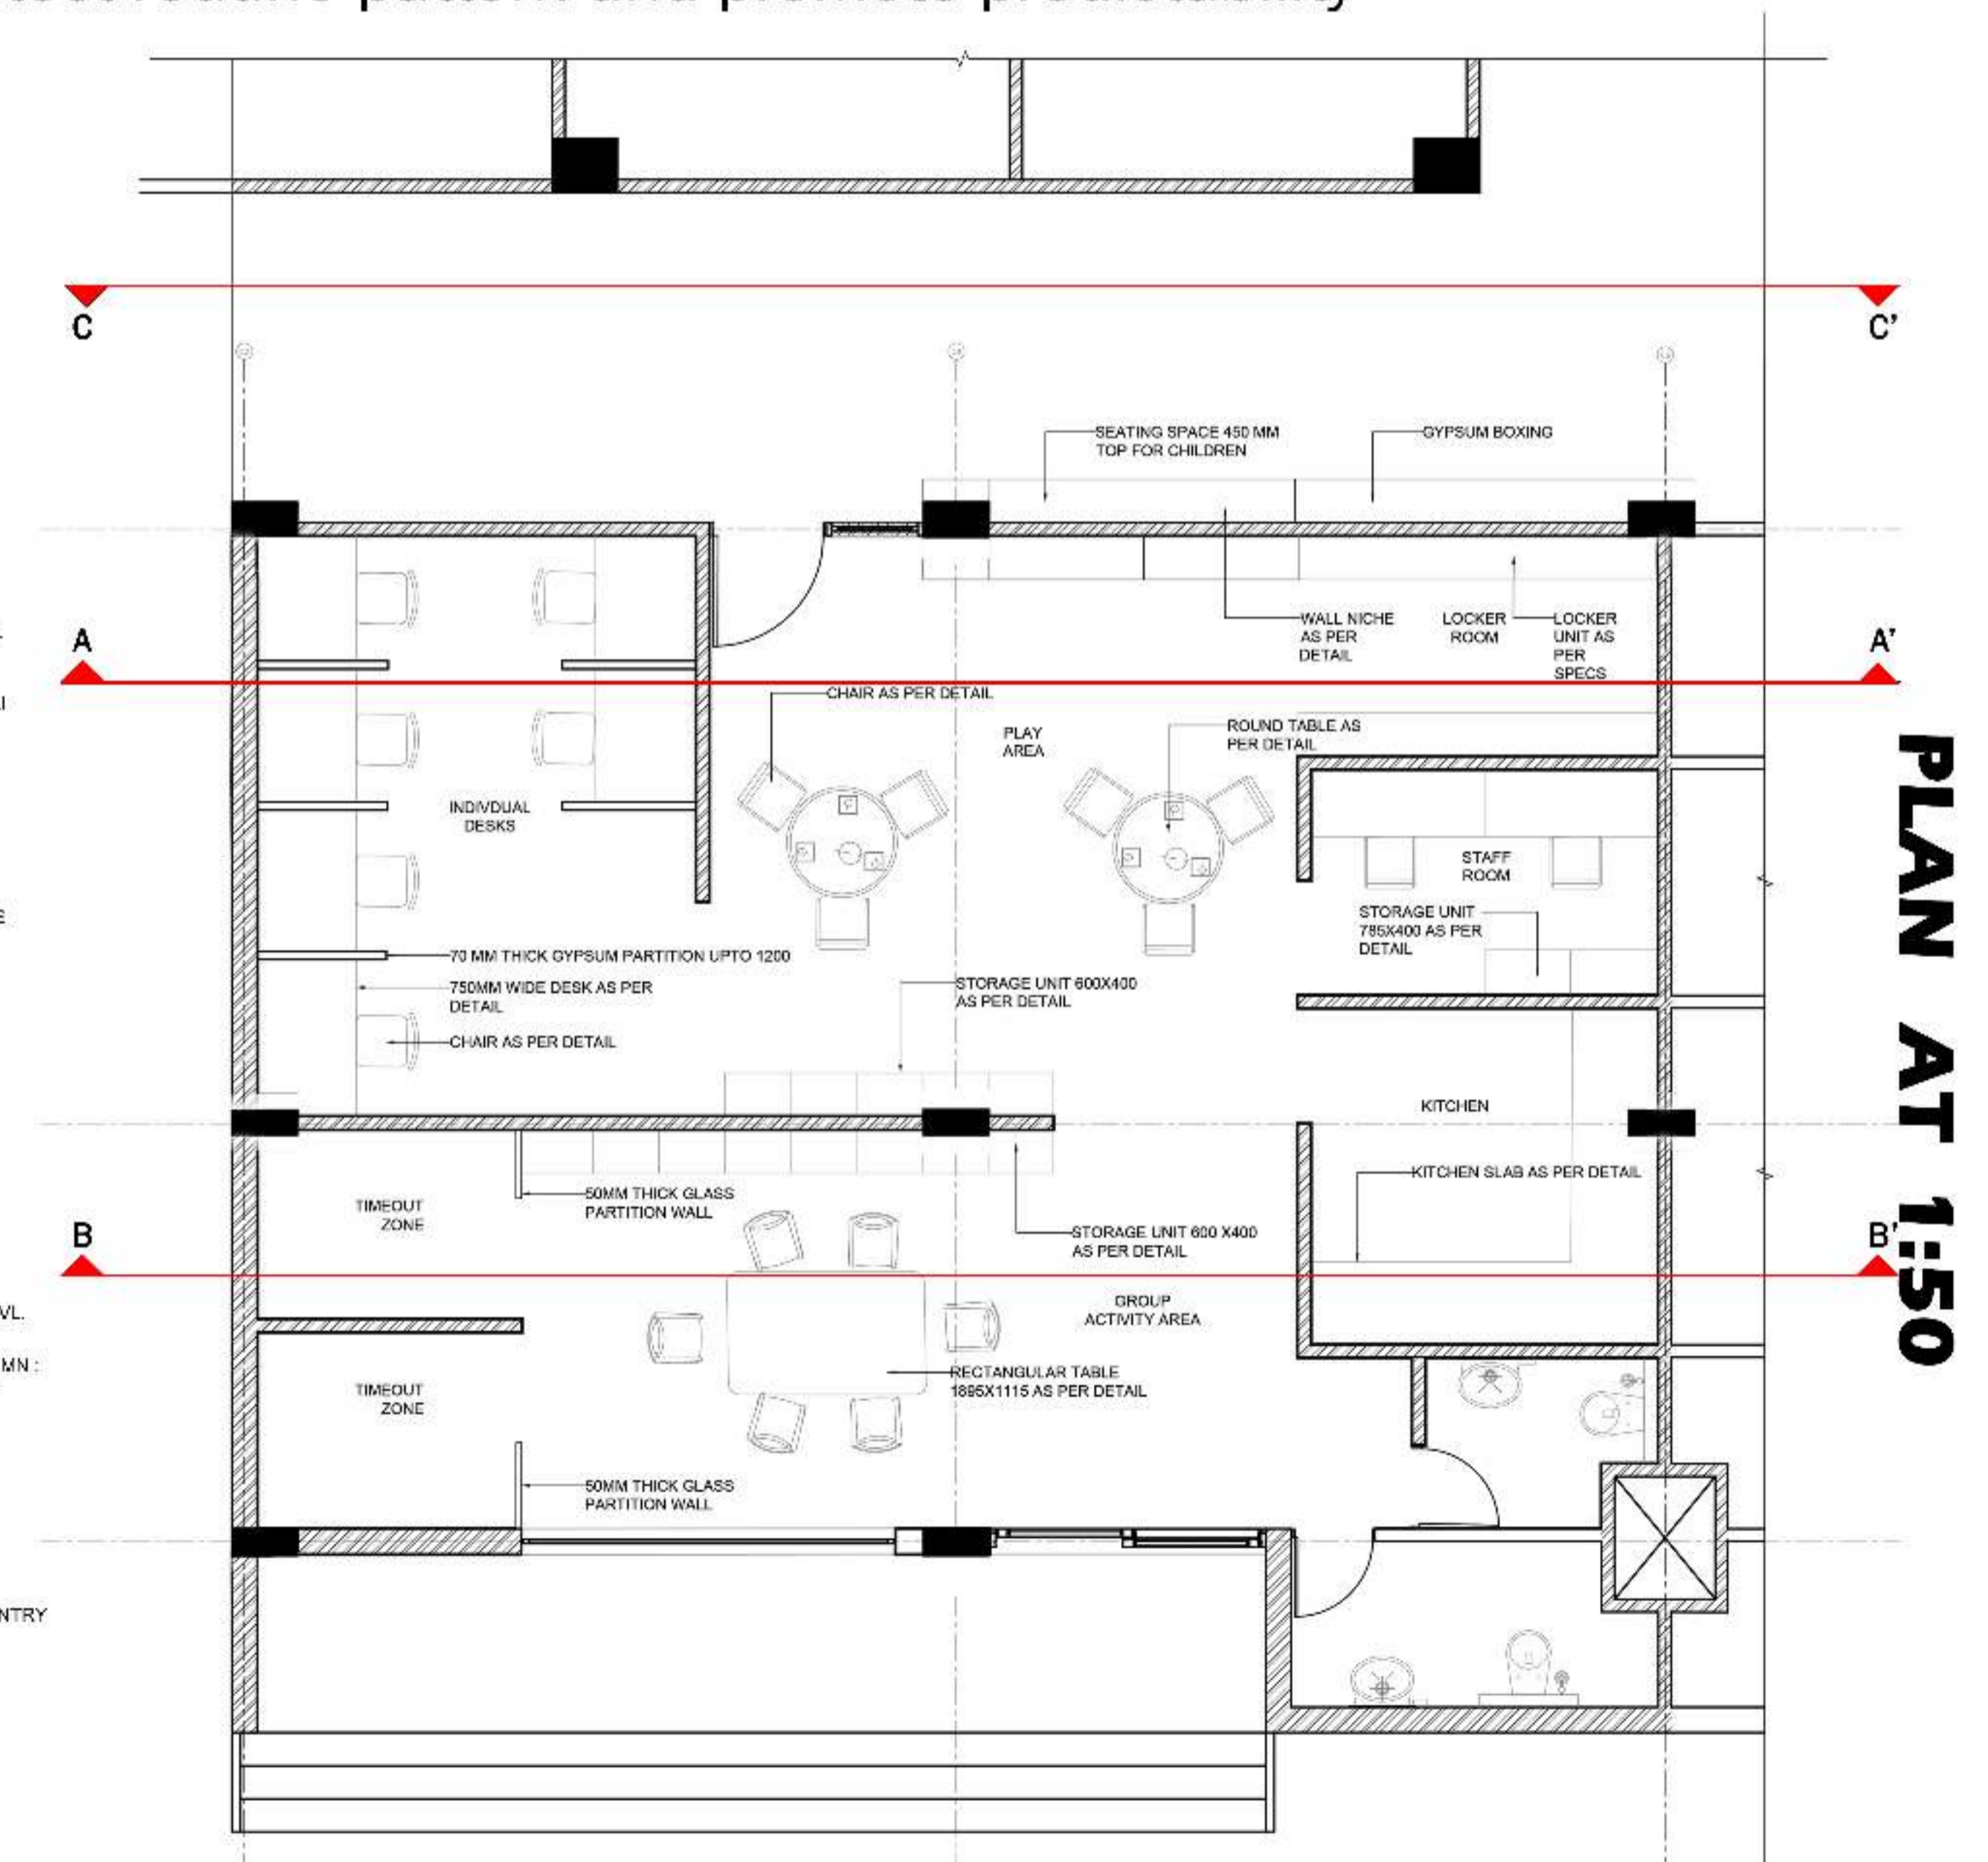 C
C'
SEATING SPACE 450 MM
TOP FOR CHILDREN
GYPSUM BOXING
WALL NICHE
AS PER
DETAIL
LOCKER
ROOM
LOCKER
UNIT AS
PER
SPECS
A
A'
CHAIR AS PER DETAIL
PLAY
AREA
ROUND TABLE AS
PER DETAIL
INDIVDUAL
DESKS
STAFF
ROOM
STORAGE UNIT
785X400 AS PER
DETAIL
70 MM THICK GYPSUM PARTITION UPTO 1200
750MM WIDE DESK AS PER
DETAIL
STORAGE UNIT 600X400
AS PER DETAIL
CHAIR AS PER DETAIL
KITCHEN
KITCHEN SLAB AS PER DETAIL
TIMEOUT
ZONE
50MM THICK GLASS
PARTITION WALL
STORAGE UNIT 600 X400
AS PER DETAIL
B
B'
GROUP
ACTIVITY AREA
VL.
MN :
RECTANGULAR TABLE
1895X1115 AS PER DETAIL
TIMEOUT
ZONE
50MM THICK GLASS
PARTITION WALL
NTRY
PLAN AT 1:50